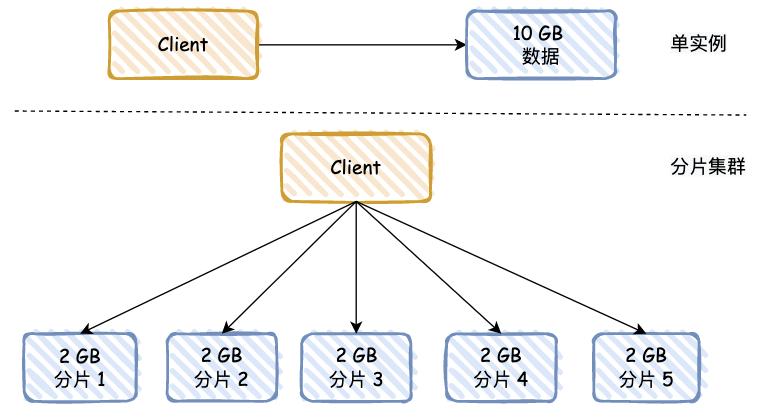 Client
10 GB
数据
单实例
Client
分片集群
2 GB
分片 1
2 GB
分片 2
2 GB
分片 3
2 GB
分片 4
2 GB
分片 5